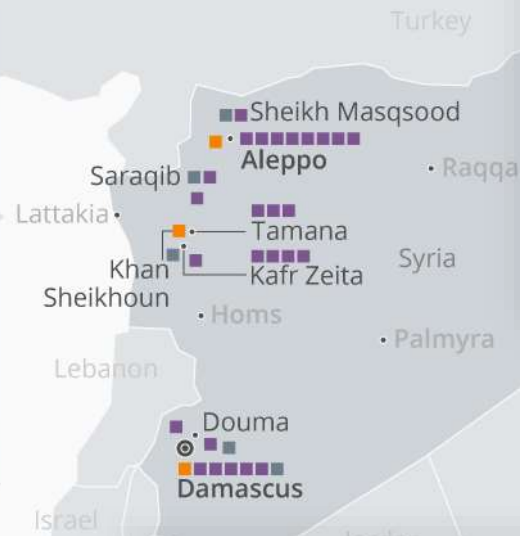 Turkey
Sheikh Masqsood
Aleppo
Raqqa
Saraqib
Lattakia
Tamana
Syria
Khan
Sheikhoun
Kafr Zeita
Homs
Palmyra
Lebanon
Douma
Damascus
Israel